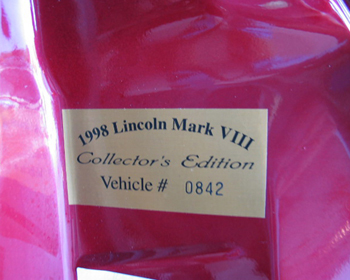 1998 Lincoln Mark VIII
Collector's Edition
Vehicle # 0842